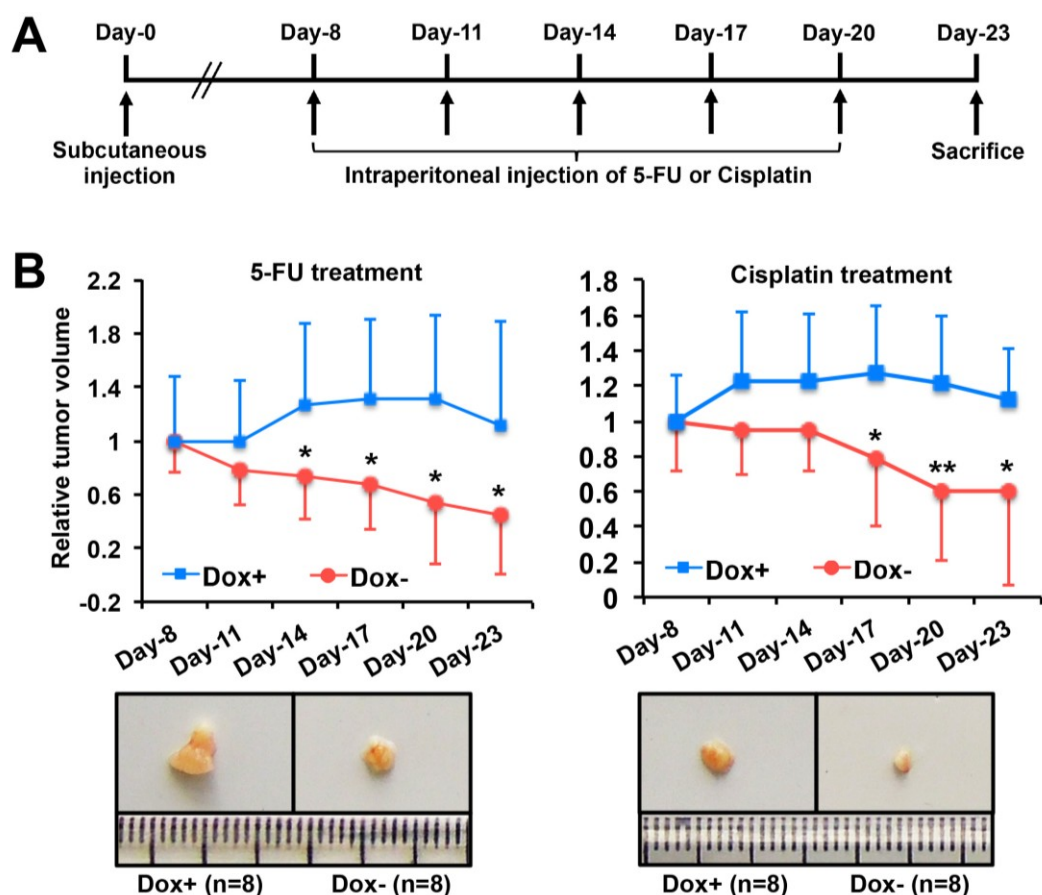 A
Day-0 Day-8 Day-11 Day-14 Day-17 Day-20 Day-23
Subcutaneous
injection
Intraperitoneal injection of 5-FU or Cisplatin
Sacrifice
B
5-FU treatment
Relative tumor volume
2.2
1.8
1.4
1
0.6
0.2
-0.2
* * * *
Dox+ Dox-
Day-8 Day-11 Day-14 Day-17 Day-20 Day-23
Cisplatin treatment
1.8
1.6
1.4
1.2
1
0.8
0.6
0.4
0.2
0
* ** *
Dox+ Dox-
Day-8 Day-11 Day-14 Day-17 Day-20 Day-23
Dox+ (n=8) Dox- (n=8)
Dox+ (n=8) Dox- (n=8)